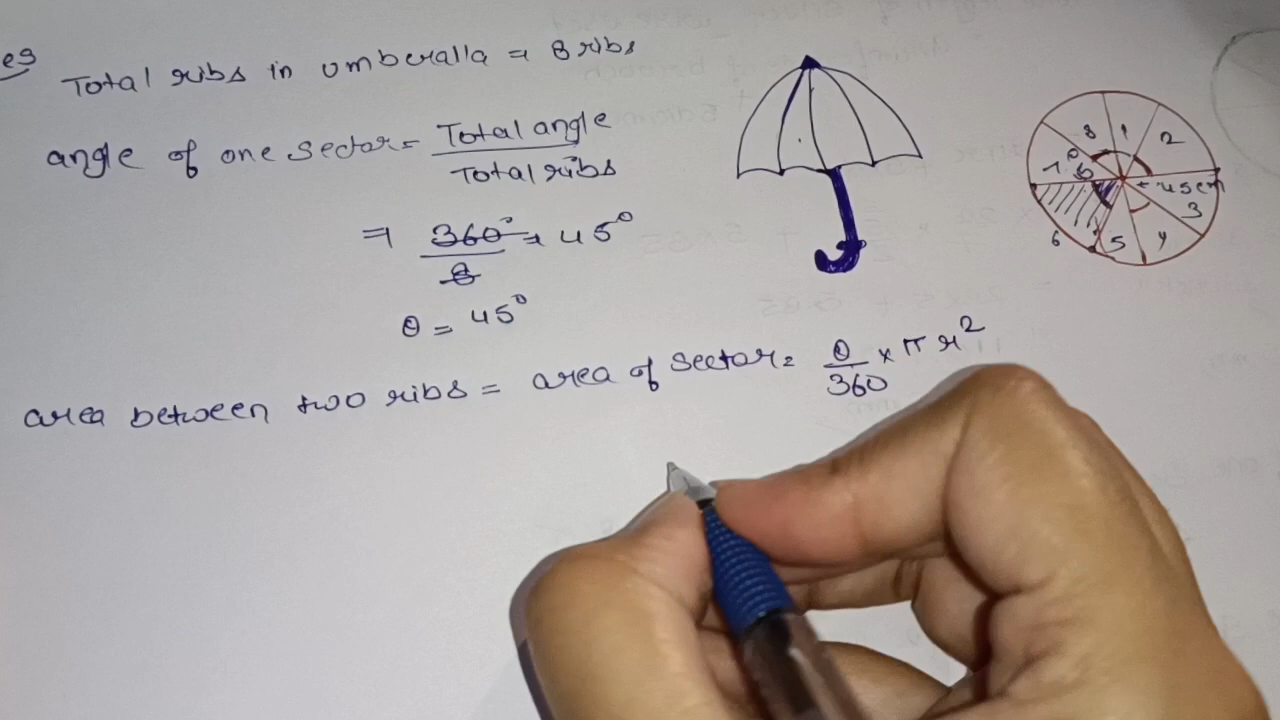 es
Total ribs in umberalla = 8 ribs
angle of one sector = Total angle
Total ribs
⇒ 360° = 45°
8
θ = 45°
area between two ribs = area of sector = θ/360 × π r²
8 1 2
7 45cm
3
6 5 4